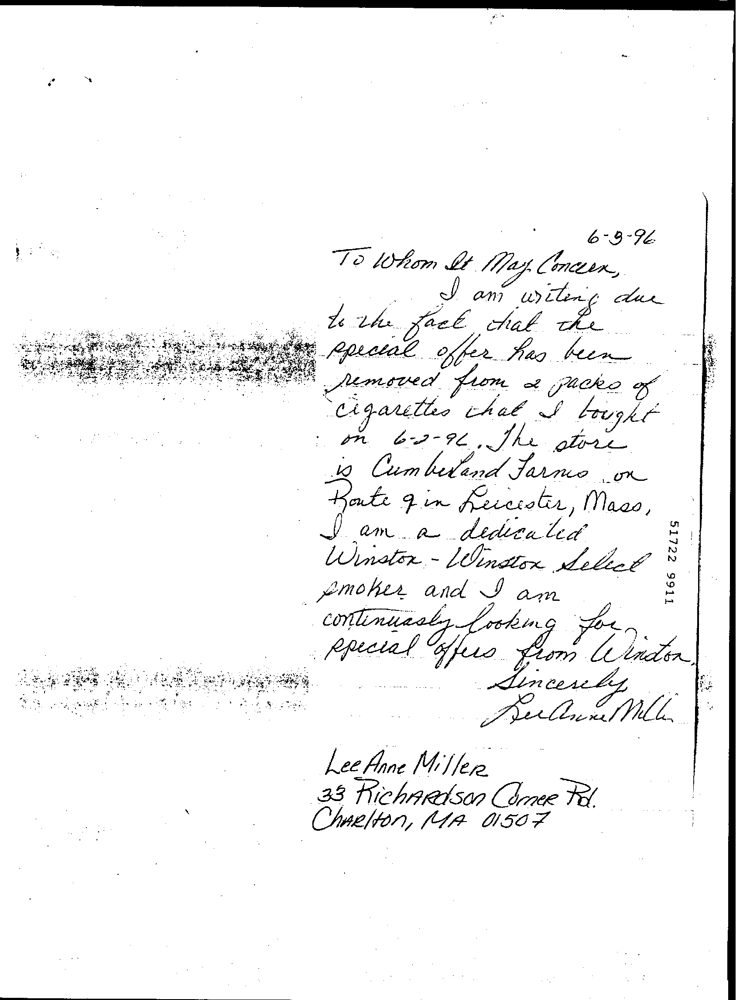 6-3-96
To Whom It May Concern,
I am writing due
to the fact that the
special offer has been
removed from 2 packs of
cigarettes that I bought
on 6-2-96. The store
is Cumberland Farms on
Route 9 in Leicester, Mass,
I am a dedicated
Winston - Winston Select
smoker and I am
continuasly looking for
special offers from Winston.
Sincerely
LeeAnne Miller
LeeAnne Miller
33 Richardson Corner Rd.
Charlton, MA 01507
51722 9911